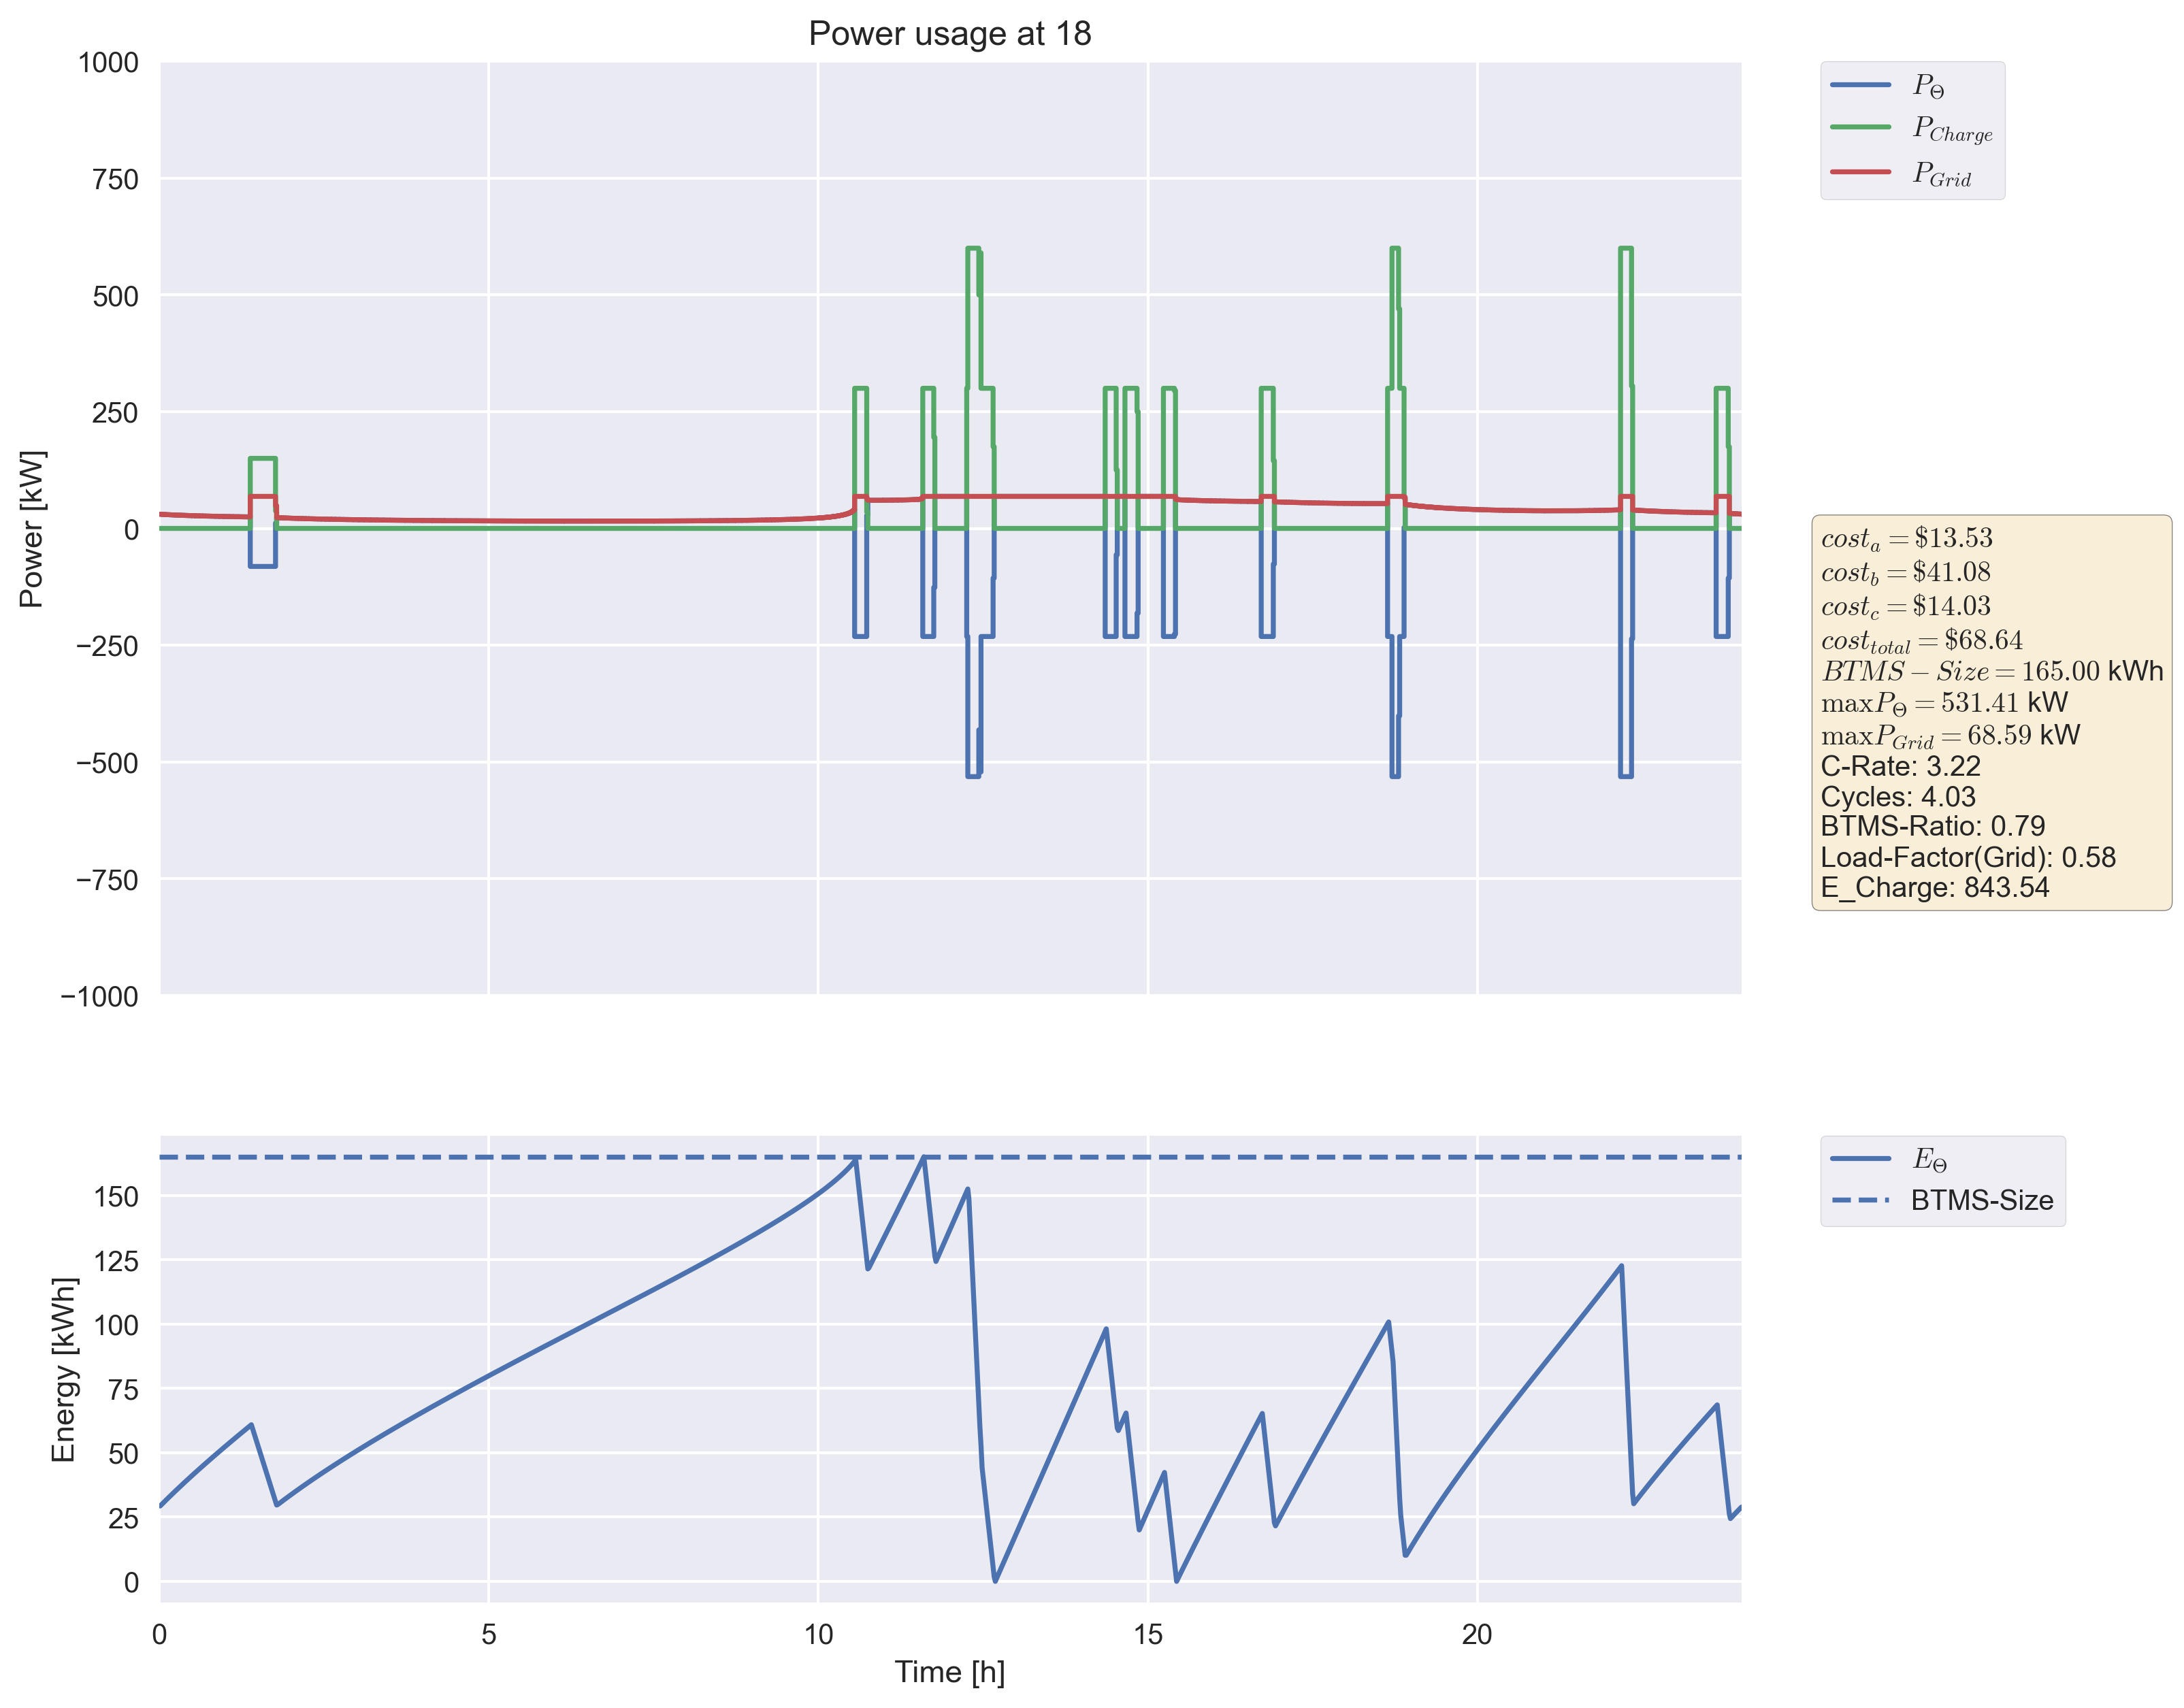 Power usage at 18
1000
750
500
250
0
−250
−500
−750
−1000
Power [kW]
P_Θ
P_Charge
P_Grid
cost_a = $13.53
cost_b = $41.08
cost_c = $14.03
cost_total = $68.64
BTMS − Size = 165.00 kWh
maxP_Θ = 531.41 kW
maxP_Grid = 68.59 kW
C-Rate: 3.22
Cycles: 4.03
BTMS-Ratio: 0.79
Load-Factor(Grid): 0.58
E_Charge: 843.54
150
125
100
75
50
25
0
Energy [kWh]
E_Θ
BTMS-Size
0 5 10 15 20
Time [h]